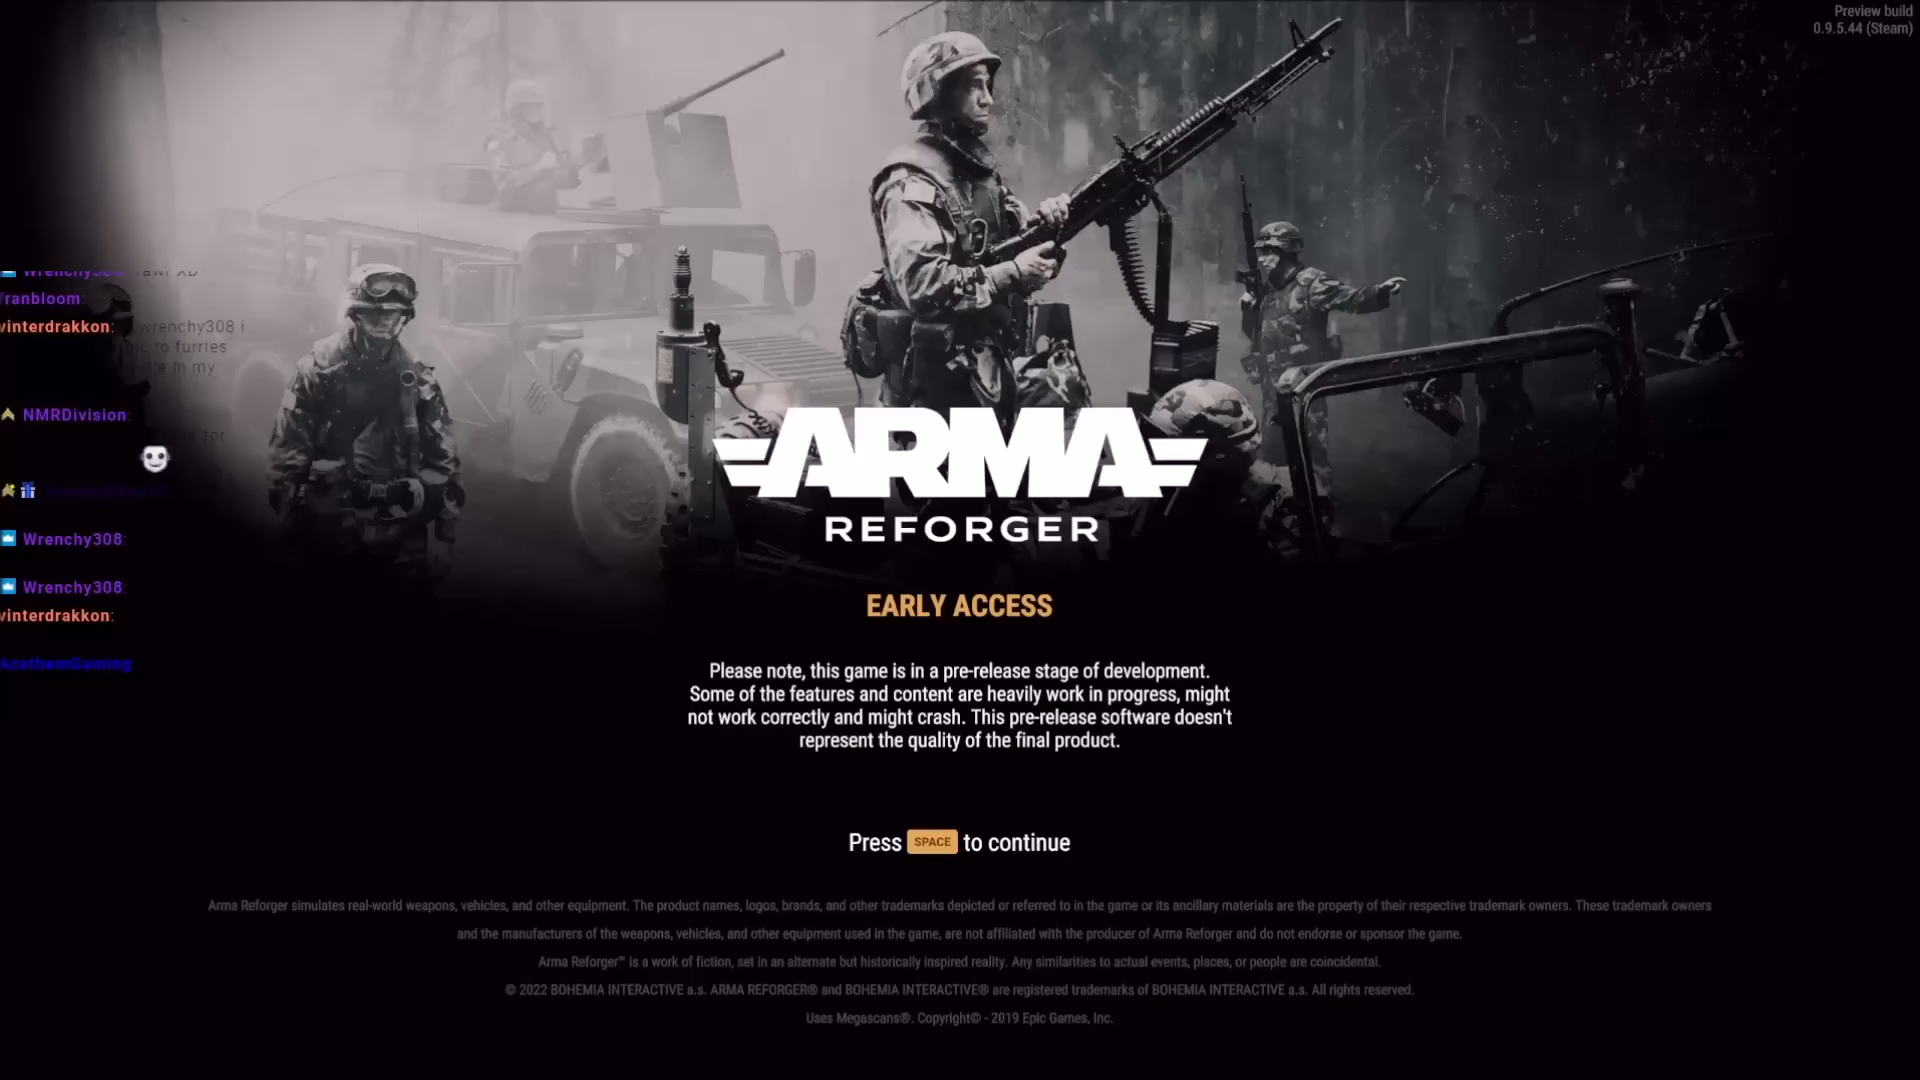 Preview build
0.9.5.44 (Steam)
Wrenchy308
Tranbloom:
vinterdrakkon: wrenchy308 i
to furries
in my
NMRDivision:
for
Wrenchy308:
Wrenchy308:
vinterdrakkon:
AcethamGaming
ARMA
REFORGER
EARLY ACCESS
Please note, this game is in a pre-release stage of development.
Some of the features and content are heavily work in progress, might
not work correctly and might crash. This pre-release software doesn't
represent the quality of the final product.
Press SPACE to continue
Arma Reforger simulates real-world weapons, vehicles, and other equipment. The product names, logos, brands, and other trademarks depicted or referred to in the game or its ancillary materials are the property of their respective trademark owners. These trademark owners
and the manufacturers of the weapons, vehicles, and other equipment used in the game, are not affiliated with the producer of Arma Reforger and do not endorse or sponsor the game.
Arma Reforger™ is a work of fiction, set in an alternate but historically inspired reality. Any similarities to actual events, places, or people are coincidental.
© 2022 BOHEMIA INTERACTIVE a.s. ARMA REFORGER® and BOHEMIA INTERACTIVE® are registered trademarks of BOHEMIA INTERACTIVE a.s. All rights reserved.
Uses Megascans®. Copyright© - 2019 Epic Games, Inc.